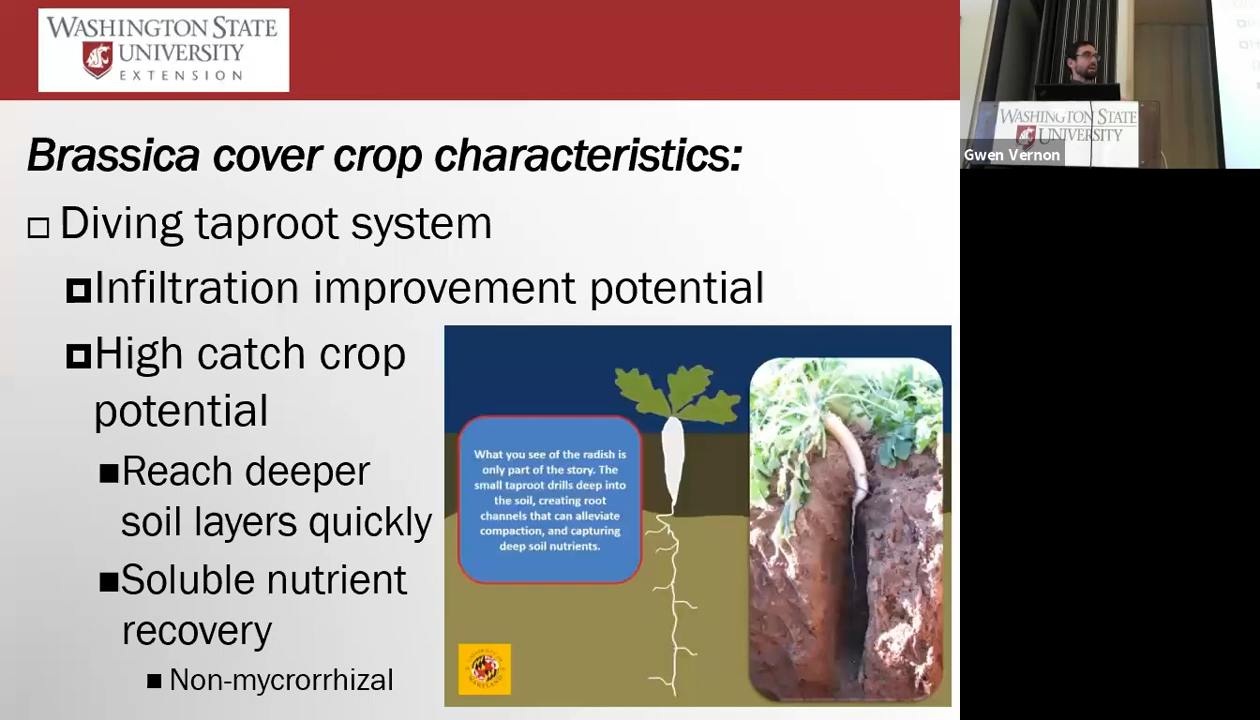 WASHINGTON STATE
UNIVERSITY
EXTENSION
Brassica cover crop characteristics:
Diving taproot system
Infiltration improvement potential
High catch crop
potential
Reach deeper
soil layers quickly
Soluble nutrient
recovery
Non-mycrorrhizal
What you see of the radish is
only part of the story. The
small taproot drills deep into
the soil, creating root
channels that can alleviate
compaction, and capturing
deep soil nutrients.
WASHINGTON STATE
UNIVERSITY
Gwen Vernon